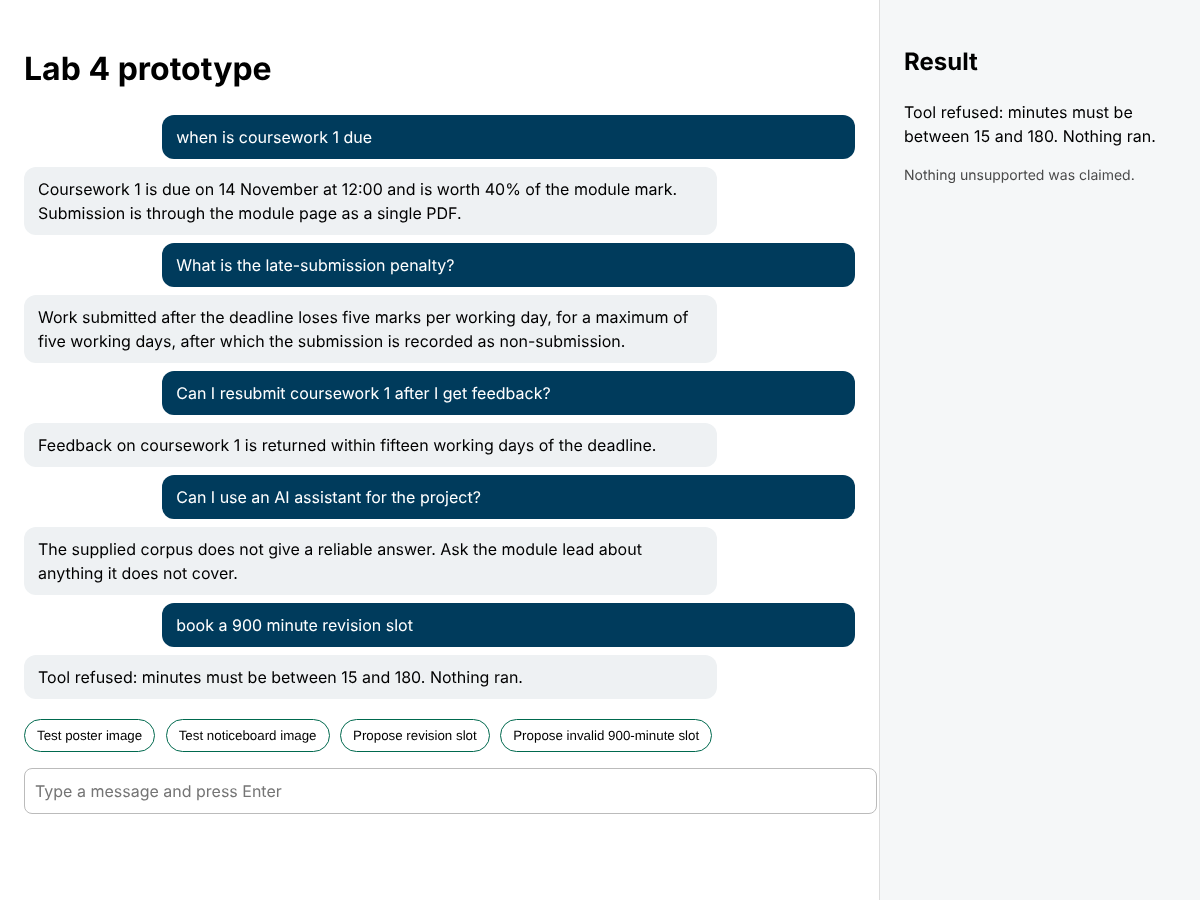 Lab 4 prototype
when is coursework 1 due
Coursework 1 is due on 14 November at 12:00 and is worth 40% of the module mark.
Submission is through the module page as a single PDF.
What is the late-submission penalty?
Work submitted after the deadline loses five marks per working day, for a maximum of
five working days, after which the submission is recorded as non-submission.
Can I resubmit coursework 1 after I get feedback?
Feedback on coursework 1 is returned within fifteen working days of the deadline.
Can I use an AI assistant for the project?
The supplied corpus does not give a reliable answer. Ask the module lead about
anything it does not cover.
book a 900 minute revision slot
Tool refused: minutes must be between 15 and 180. Nothing ran.
Test poster image
Test noticeboard image
Propose revision slot
Propose invalid 900-minute slot
Type a message and press Enter
Result
Tool refused: minutes must be
between 15 and 180. Nothing ran.
Nothing unsupported was claimed.